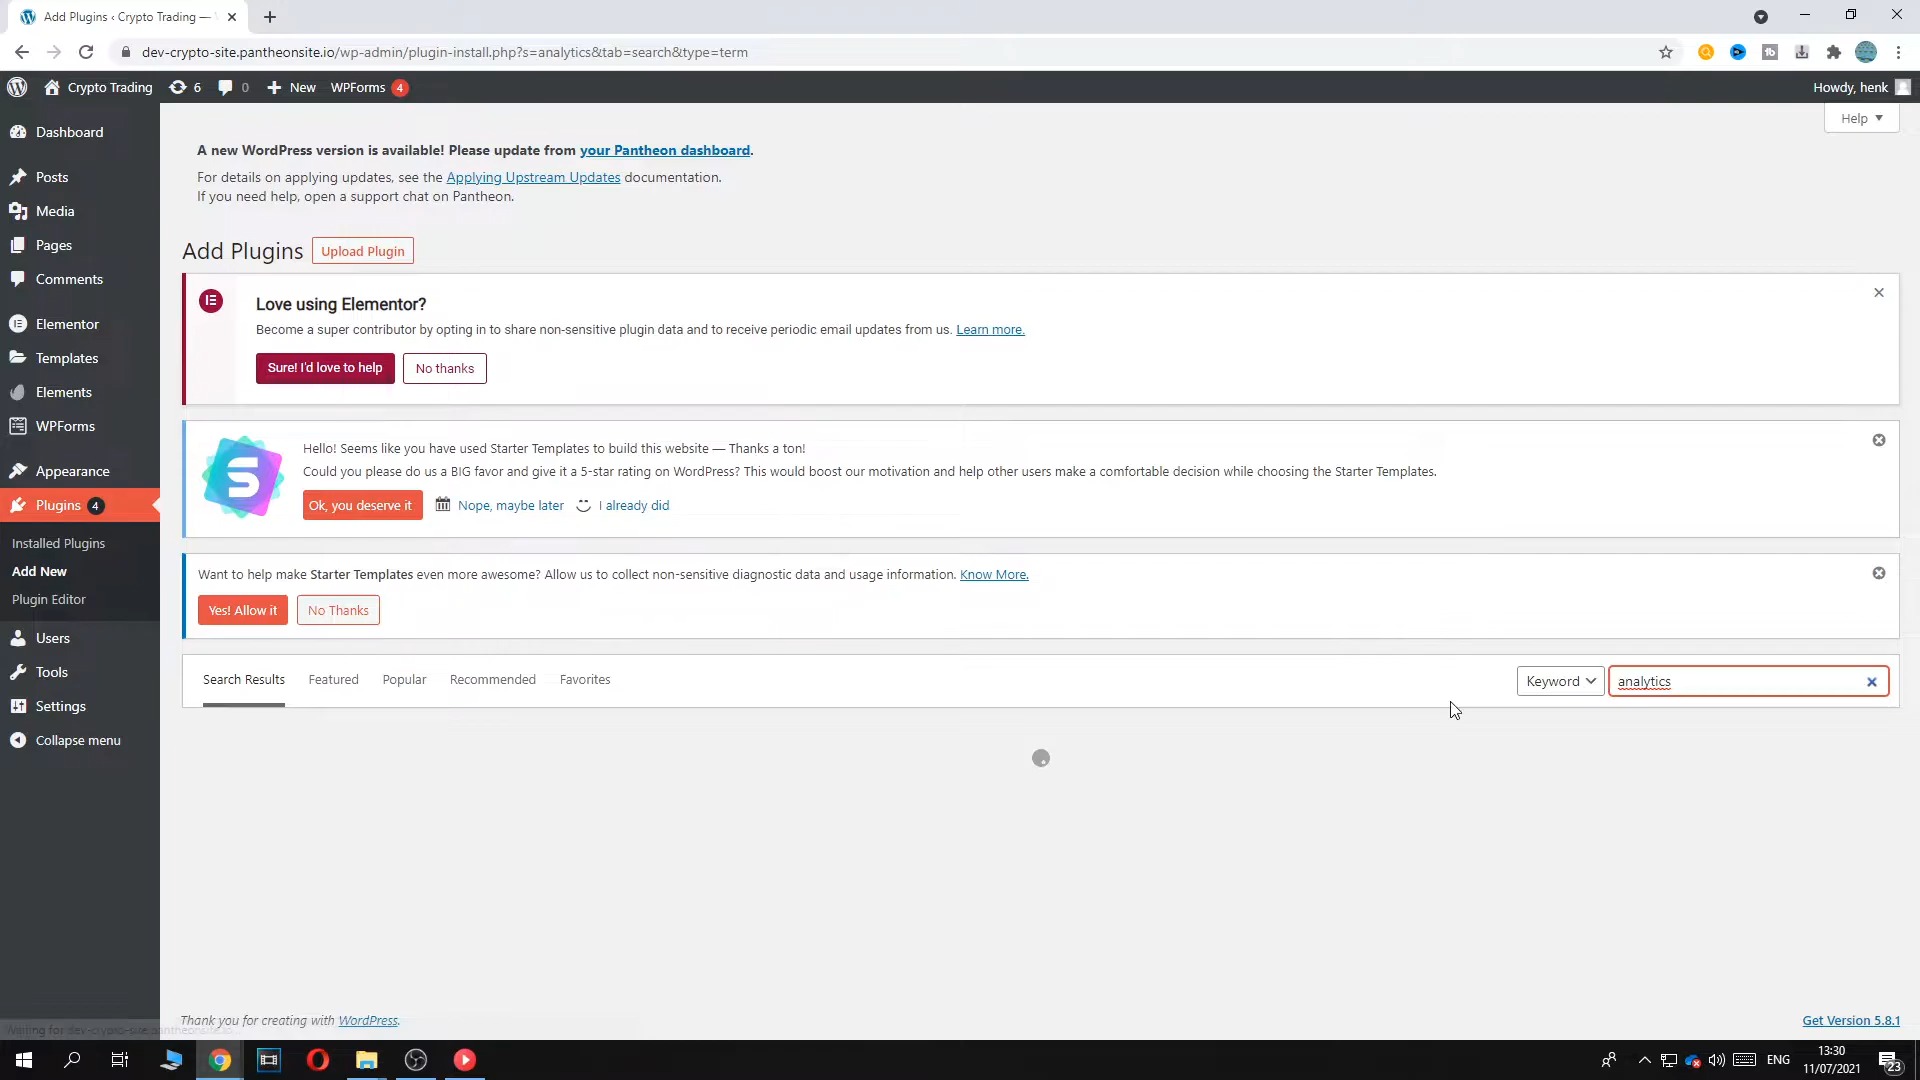 Add Plugins ‹ Crypto Trading —
dev-crypto-site.pantheonsite.io/wp-admin/plugin-install.php?s=analytics&tab=search&type=term
Crypto Trading 6 0 New WPForms 4 Howdy, henk
Help
Dashboard
Posts
Media
Pages
Comments
Elementor
Templates
Elements
WPForms
Appearance
Plugins 4
Installed Plugins
Add New
Plugin Editor
Users
Tools
Settings
Collapse menu
A new WordPress version is available! Please update from your Pantheon dashboard.
For details on applying updates, see the Applying Upstream Updates documentation.
If you need help, open a support chat on Pantheon.
Add Plugins Upload Plugin
Love using Elementor?
Become a super contributor by opting in to share non-sensitive plugin data and to receive periodic email updates from us. Learn more.
Sure! I'd love to help No thanks
S
Hello! Seems like you have used Starter Templates to build this website — Thanks a ton!
Could you please do us a BIG favor and give it a 5-star rating on WordPress? This would boost our motivation and help other users make a comfortable decision while choosing the Starter Templates.
Ok, you deserve it Nope, maybe later I already did
Want to help make Starter Templates even more awesome? Allow us to collect non-sensitive diagnostic data and usage information. Know More.
Yes! Allow it No Thanks
Search Results Featured Popular Recommended Favorites Keyword analytics
Thank you for creating with WordPress. Get Version 5.8.1
Waiting for dev-crypto-site.pantheonsite.io...
ENG
13:30
11/07/2021
23